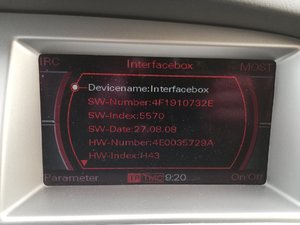 IRC Interfacebox MOST
Devicename:Interfacebox
SW-Number:4F1910732E
SW-Index:5570
SW-Date:27.08.08
HW-Number:4E0035729A
HW-Index:H43
Parameter TP TMC 9:20 On/Off